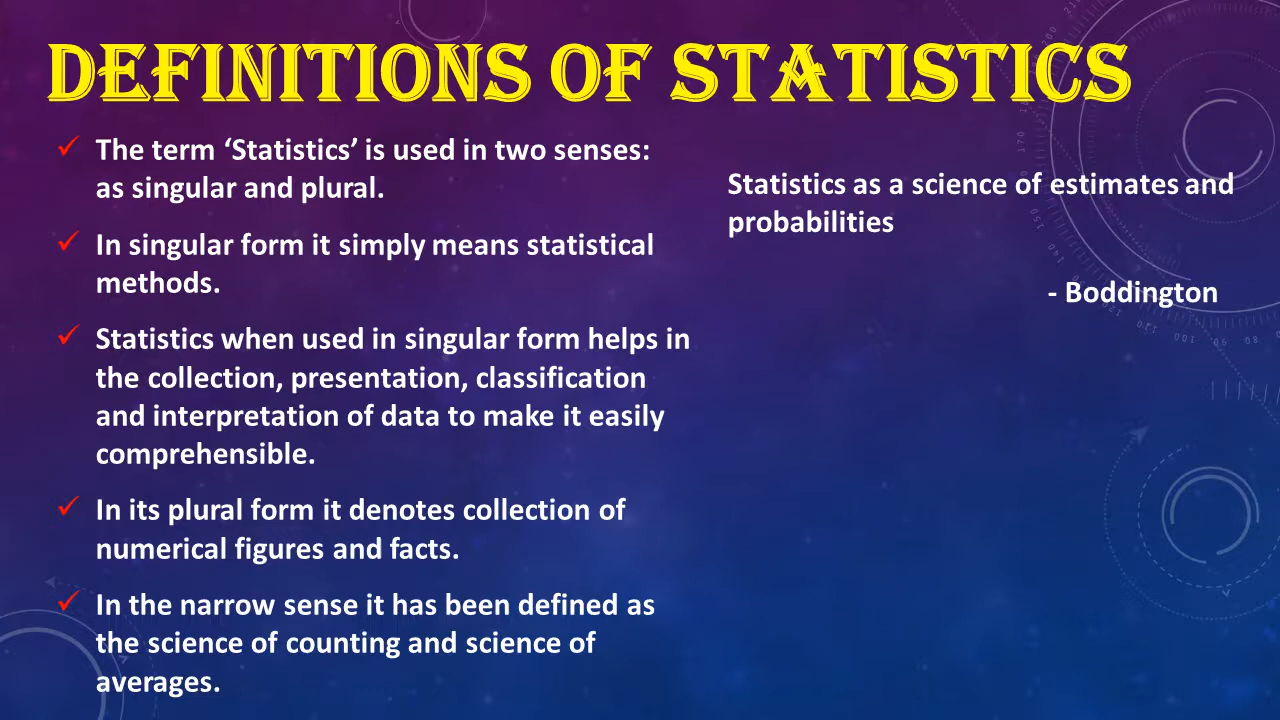 DEFINITIONS OF STATISTICS
✓ The term ‘Statistics’ is used in two senses:
as singular and plural.
✓ In singular form it simply means statistical
methods.
✓ Statistics when used in singular form helps in
the collection, presentation, classification
and interpretation of data to make it easily
comprehensible.
✓ In its plural form it denotes collection of
numerical figures and facts.
✓ In the narrow sense it has been defined as
the science of counting and science of
averages.
Statistics as a science of estimates and
probabilities
- Boddington